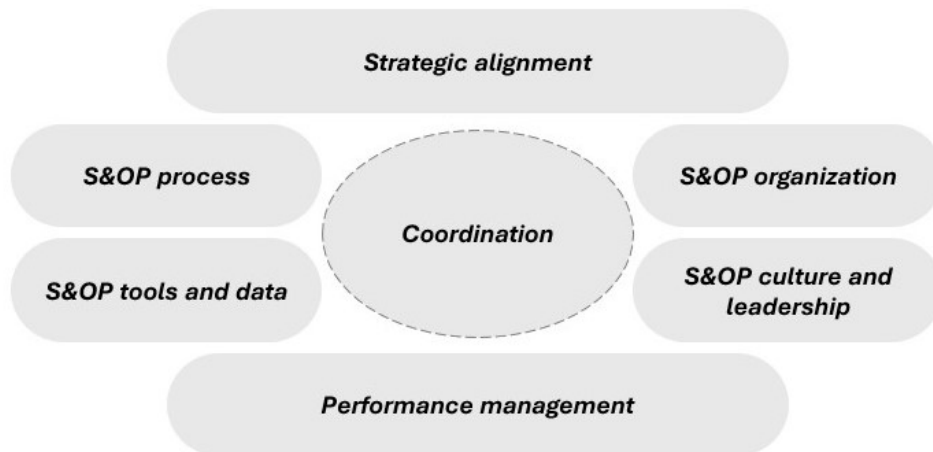 Strategic alignment
S&OP process
S&OP organization
Coordination
S&OP tools and data
S&OP culture and
leadership
Performance management